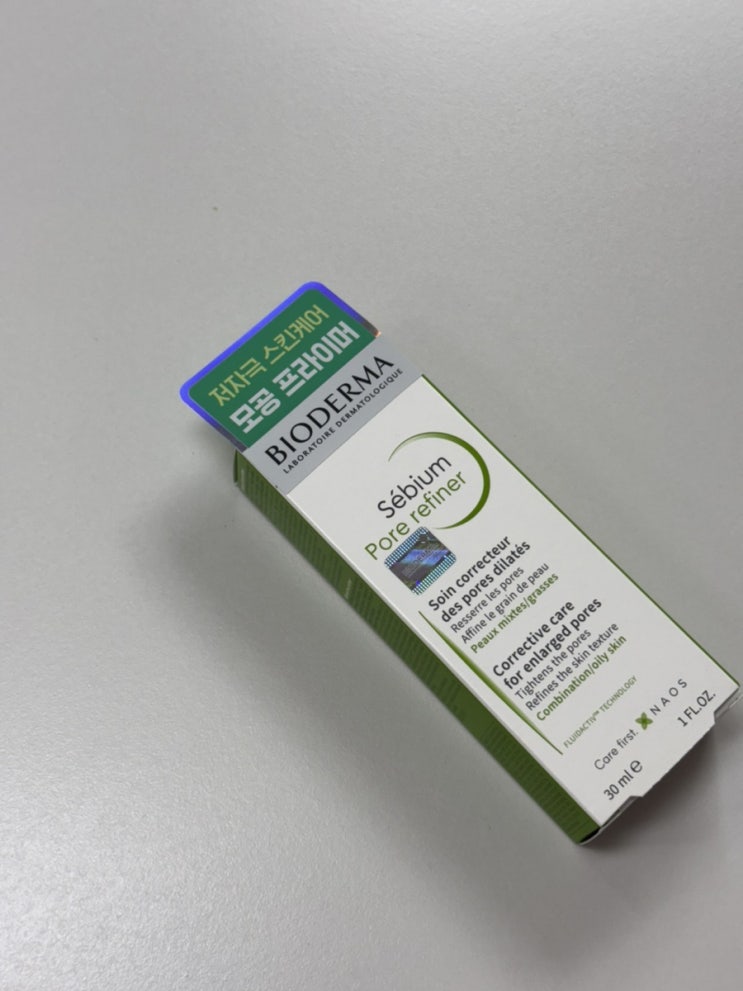 저자극 스킨케어
모공 프라이머
BIODERMA
LABORATOIRE DERMATOLOGIQUE
Sébium
Pore refiner
Soin correcteur
des pores dilatés
Resserre les pores
Affine le grain de peau
Peaux mixtes/grasses
Corrective care
for enlarged pores
Tightens the pores
Refines the skin texture
Combination/oily skin
FLUIDACTIV™ TECHNOLOGY
Care first. NAOS
30 ml ℮ 1 FL.OZ.